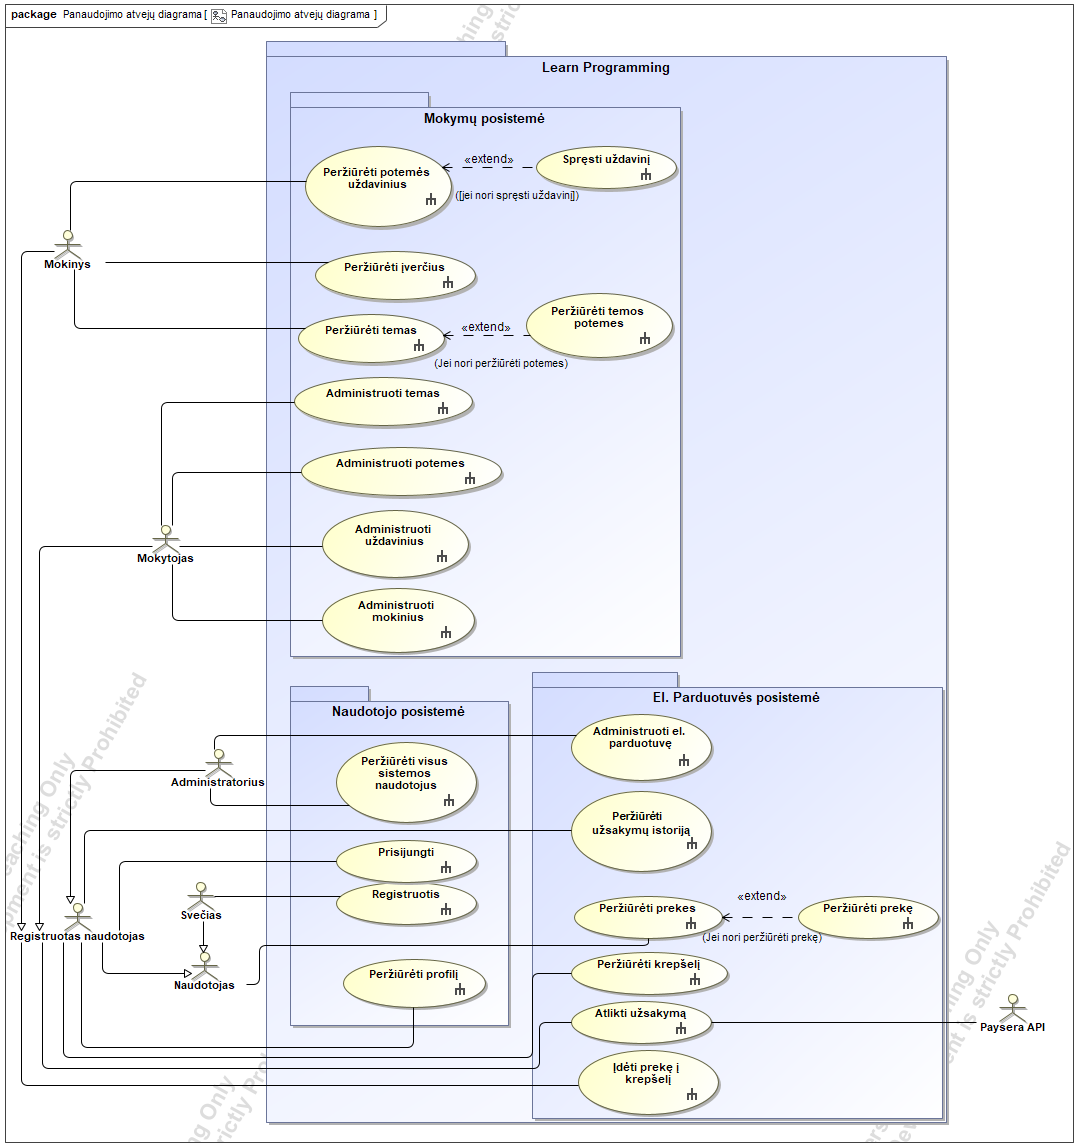 package Panaudojimo atvejų diagrama [ Panaudojimo atvejų diagrama ]
Learn Programming
Mokymų posistemė
Peržiūrėti potemės
uždavinius
«extend»
Spręsti uždavinį
([jei nori spręsti uždavinį])
Mokinys
Peržiūrėti įverčius
Peržiūrėti temas
«extend»
Peržiūrėti temos
potemes
(Jei nori peržiūrėti potemes)
Administruoti temas
Administruoti potemes
Administruoti
uždavinius
Mokytojas
Administruoti
mokinius
Naudotojo posistemė
El. Parduotuvės posistemė
Administruoti el.
parduotuvę
Administratorius
Peržiūrėti visus
sistemos
naudotojus
Peržiūrėti
užsakymų istoriją
Prisijungti
Registruotis
Svečias
Registruotas naudotojas
Peržiūrėti prekes
«extend»
Peržiūrėti prekę
(Jei nori peržiūrėti prekę)
Naudotojas
Peržiūrėti profilį
Peržiūrėti krepšelį
Atlikti užsakymą
Paysera API
Įdėti prekę į
krepšelį